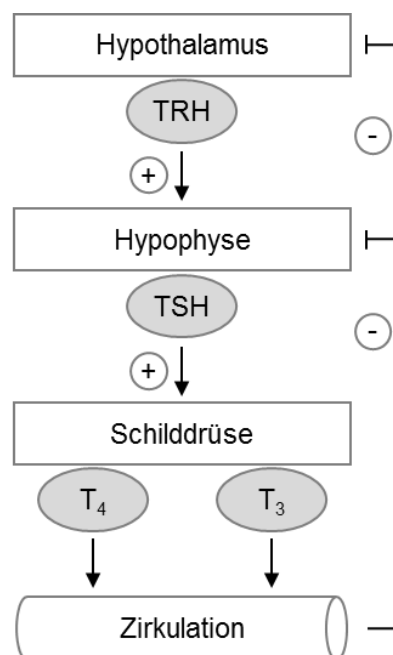 Hypothalamus
TRH
-
+
Hypophyse
TSH
-
+
Schilddrüse
T₄ T₃
Zirkulation